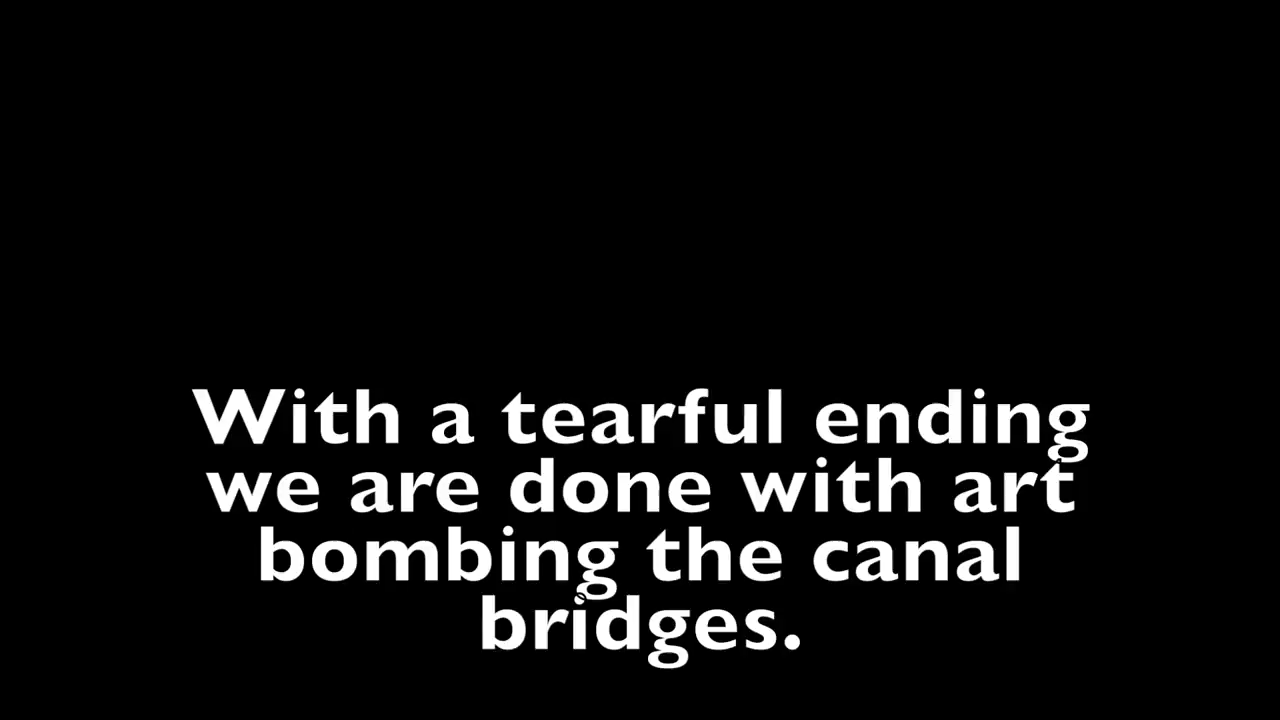 With a tearful ending
we are done with art
bombing the canal
bridges.